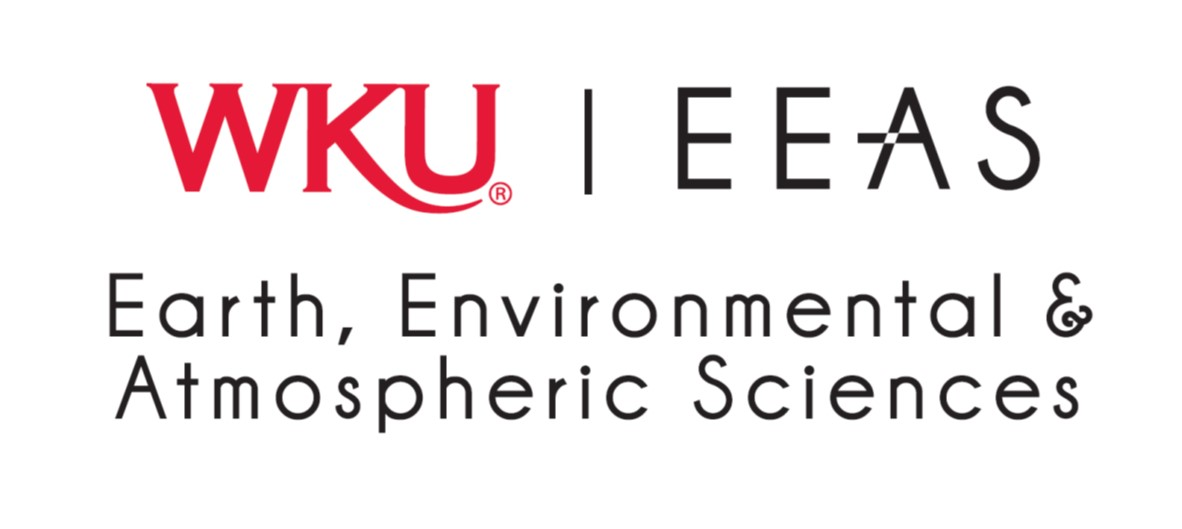 WKU® | EEAS
Earth, Environmental &
Atmospheric Sciences